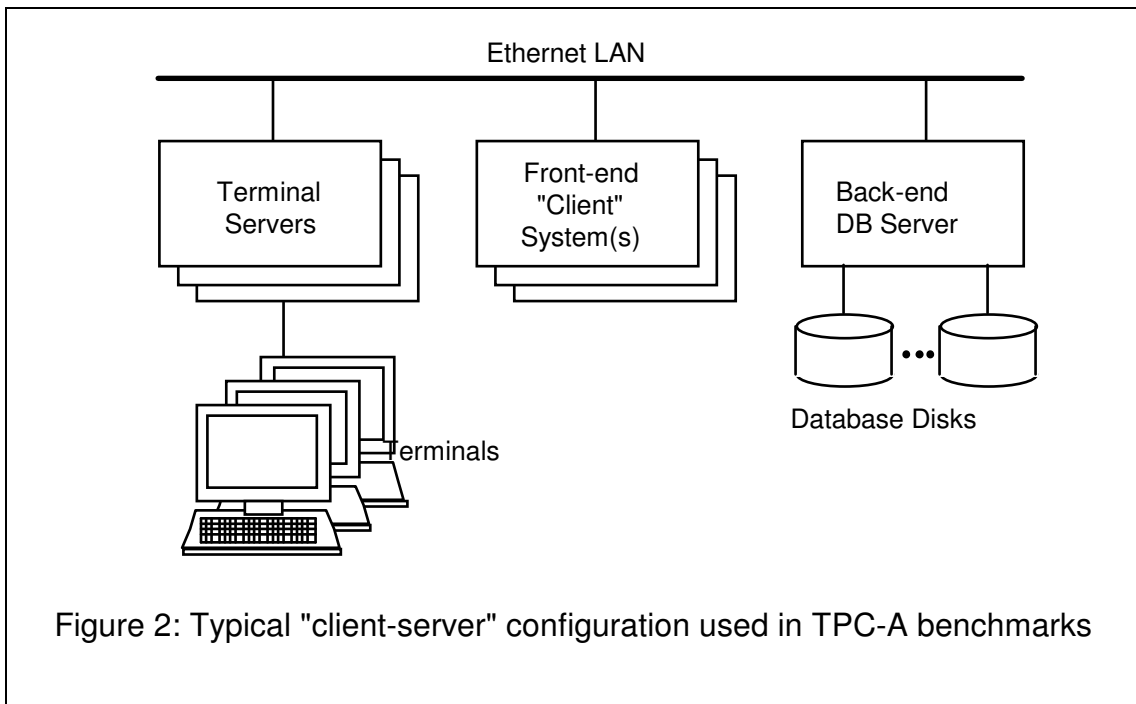 Ethernet LAN
Terminal
Servers
Front-end
"Client"
System(s)
Back-end
DB Server
Terminals
Database Disks
Figure 2: Typical "client-server" configuration used in TPC-A benchmarks